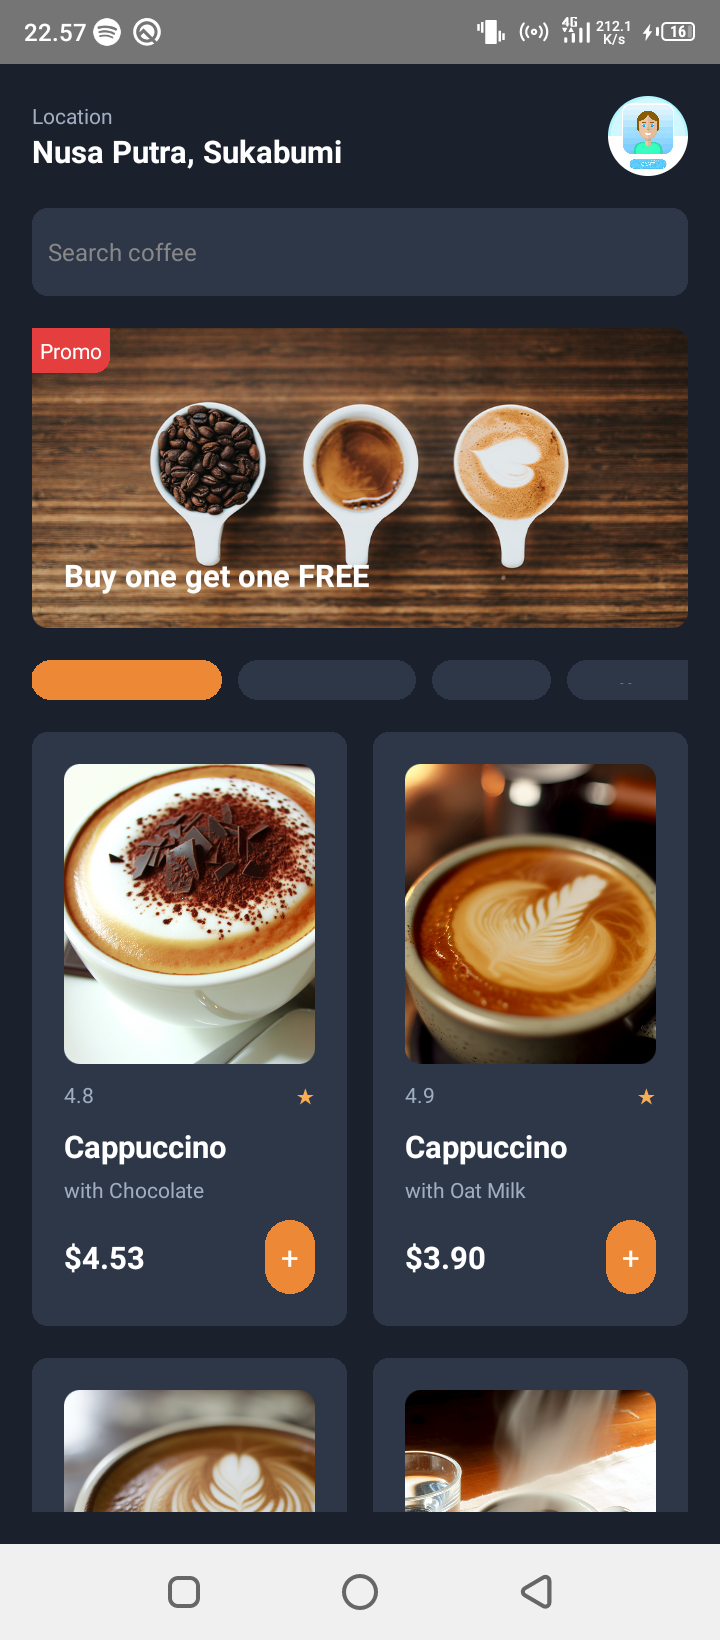 22.57
4G
212.1
K/s
16
Location
Nusa Putra, Sukabumi
Search coffee
Promo
Buy one get one FREE
4.8 ★
4.9 ★
Cappuccino
Cappuccino
with Chocolate
with Oat Milk
$4.53 +
$3.90 +